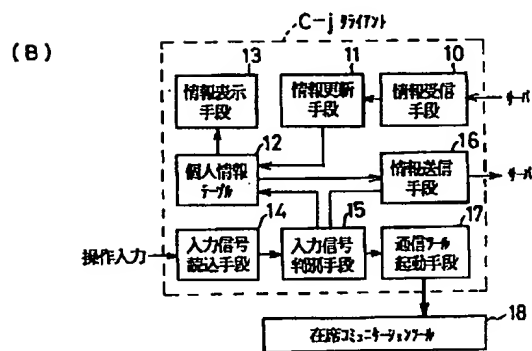 (B)
C-j クライアント
13
11
10
情報表示
手段
情報更新
手段
情報受信
手段
サーバ
12
16
個人情報
テーブル
情報送信
手段
サーバ
14
15
17
操作入力
入力信号
読込手段
入力信号
判別手段
通信ツール
起動手段
18
在席コミュニケーションツール